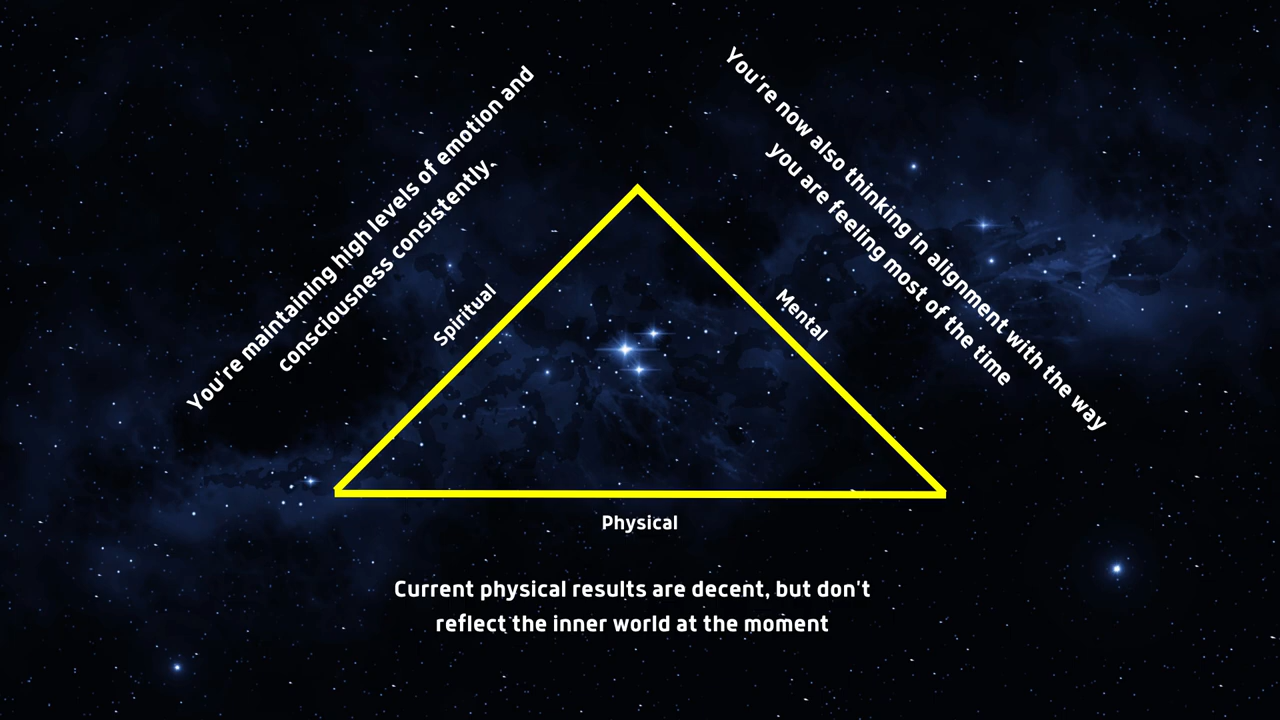 You're maintaining high levels of emotion and
consciousness consistently.
Spiritual
You're now also thinking in alignment with the way
you are feeling most of the time
Mental
Physical
Current physical results are decent, but don't
reflect the inner world at the moment